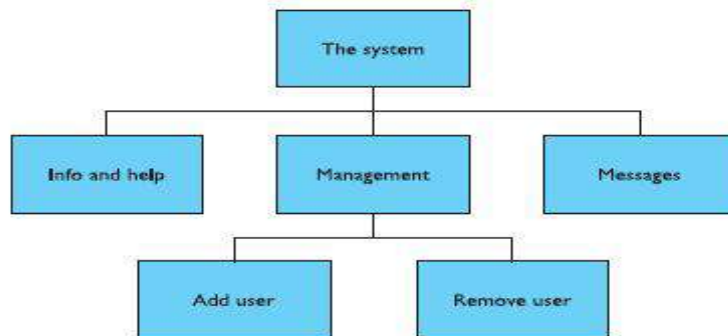 The system
Info and help
Management
Messages
Add user
Remove user